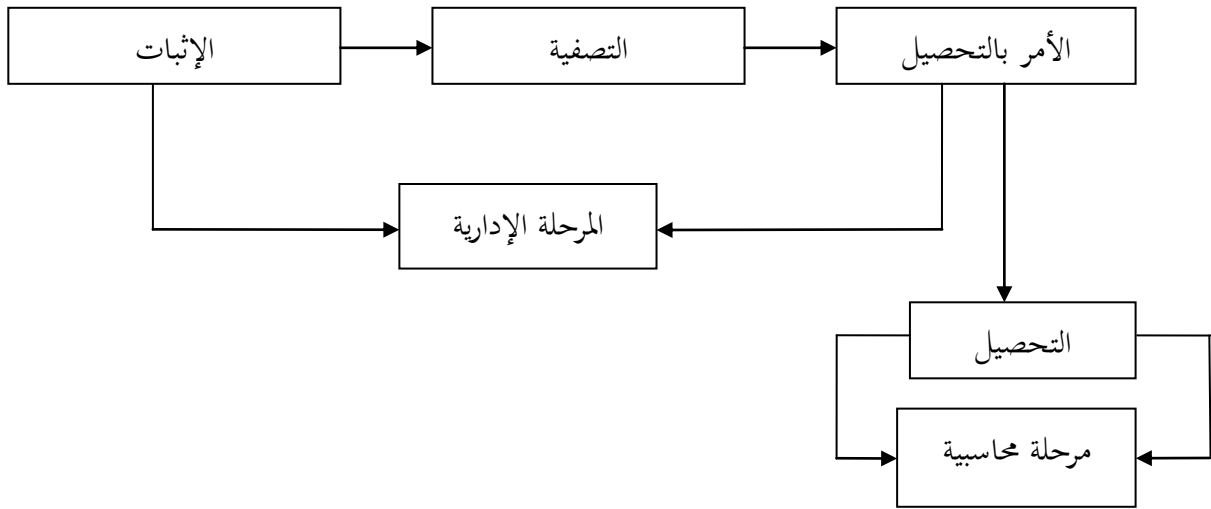 الإثبات
التصفية
الأمر بالتحصيل
المرحلة الإدارية
التحصيل
مرحلة محاسبية